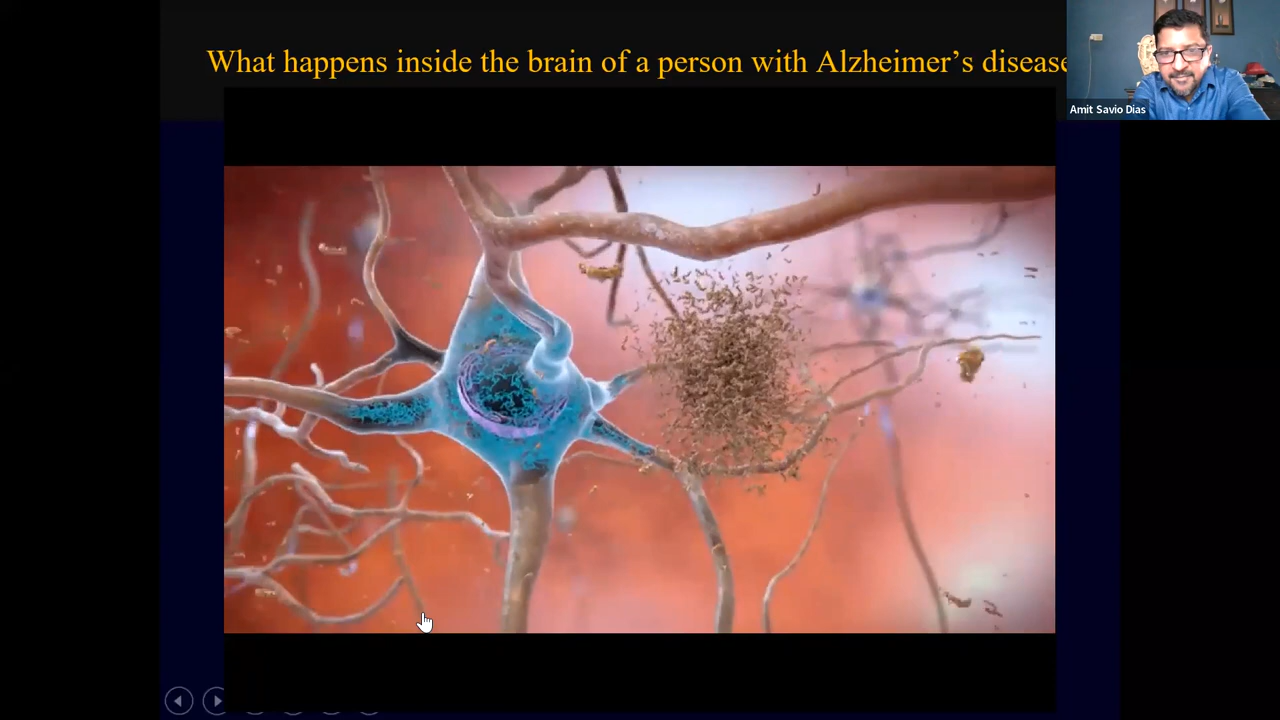 What happens inside the brain of a person with Alzheimer’s disease
Amit Savio Dias